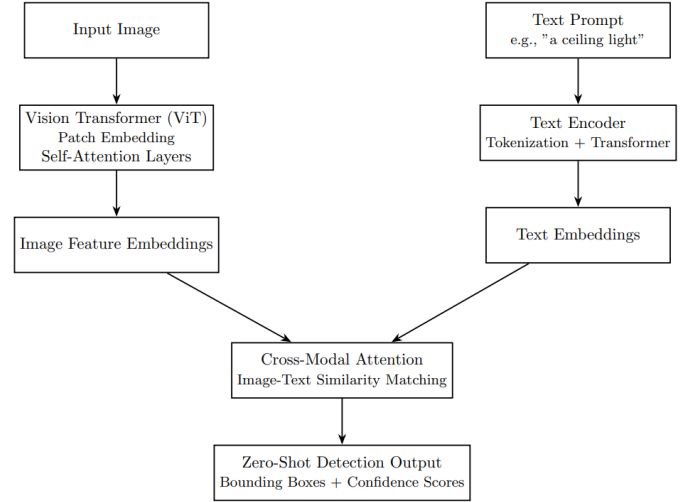 Input Image
Text Prompt
e.g., "a ceiling light"
Vision Transformer (ViT)
Patch Embedding
Self-Attention Layers
Text Encoder
Tokenization + Transformer
Image Feature Embeddings
Text Embeddings
Cross-Modal Attention
Image-Text Similarity Matching
Zero-Shot Detection Output
Bounding Boxes + Confidence Scores